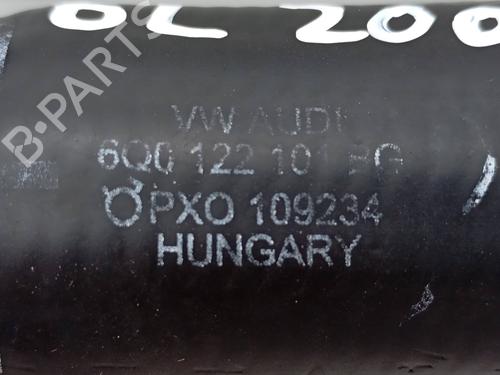 OL 200
B-PARTS
VW AUDI
6Q0 122 101 BG
PXO 109234
HUNGARY